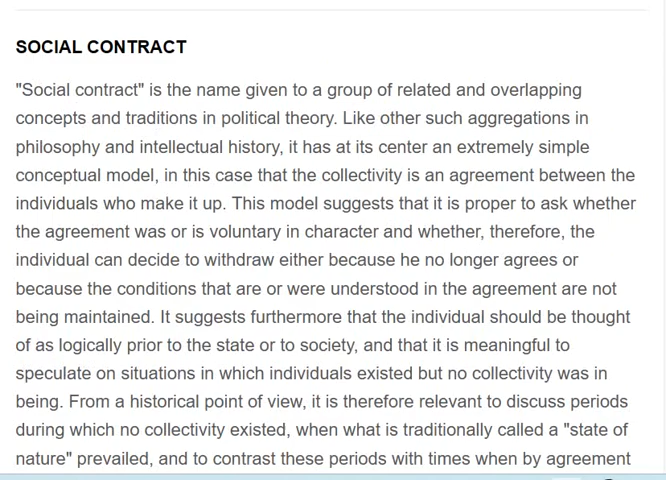 SOCIAL CONTRACT
"Social contract" is the name given to a group of related and overlapping
concepts and traditions in political theory. Like other such aggregations in
philosophy and intellectual history, it has at its center an extremely simple
conceptual model, in this case that the collectivity is an agreement between the
individuals who make it up. This model suggests that it is proper to ask whether
the agreement was or is voluntary in character and whether, therefore, the
individual can decide to withdraw either because he no longer agrees or
because the conditions that are or were understood in the agreement are not
being maintained. It suggests furthermore that the individual should be thought
of as logically prior to the state or to society, and that it is meaningful to
speculate on situations in which individuals existed but no collectivity was in
being. From a historical point of view, it is therefore relevant to discuss periods
during which no collectivity existed, when what is traditionally called a "state of
nature" prevailed, and to contrast these periods with times when by agreement